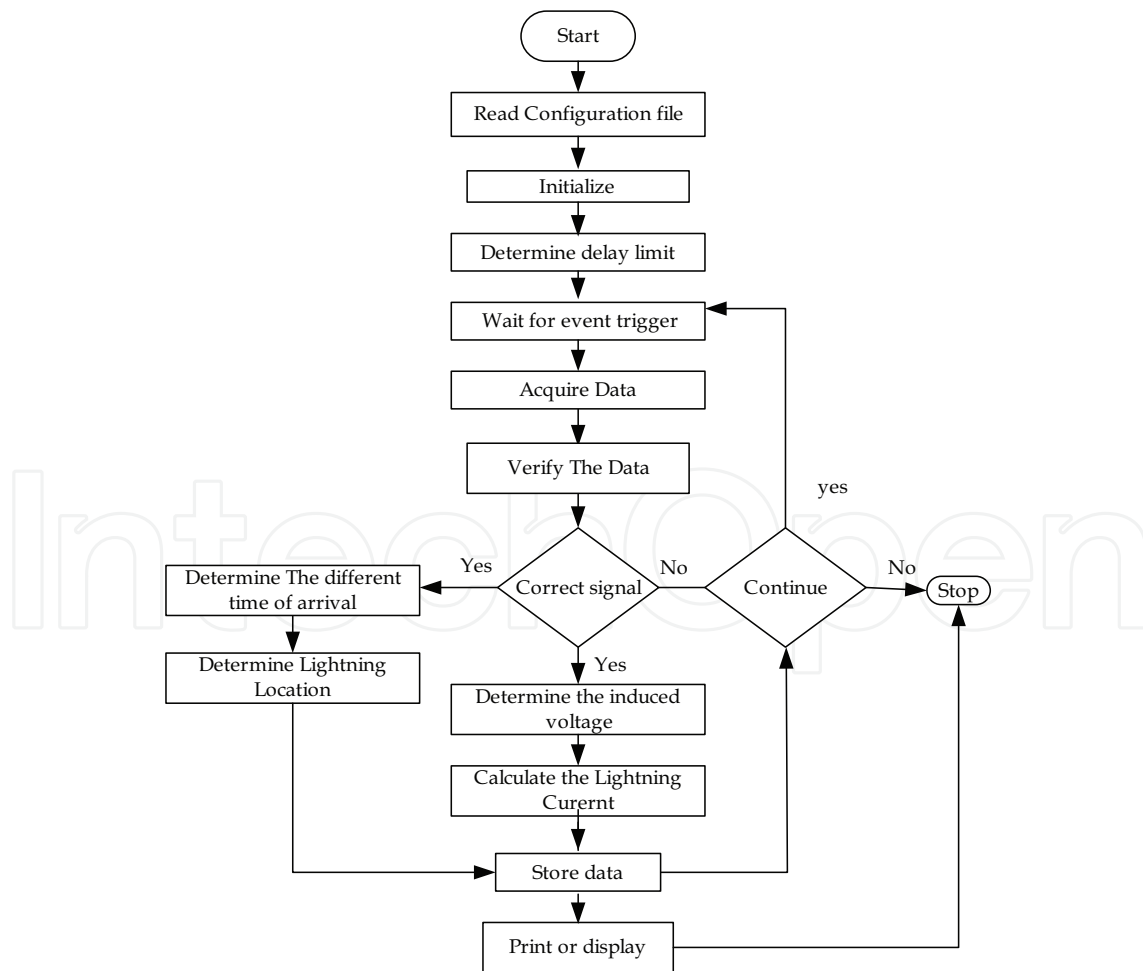 Start
Read Configuration file
Initialize
Determine delay limit
Wait for event trigger
Acquire Data
Verify The Data
yes
Yes
Correct signal
No
Continue
No
Stop
Determine The different
time of arrival
Determine Lightning
Location
Yes
Determine the induced
voltage
Calculate the Lightning
Curernt
Store data
Print or display
IntechOpen